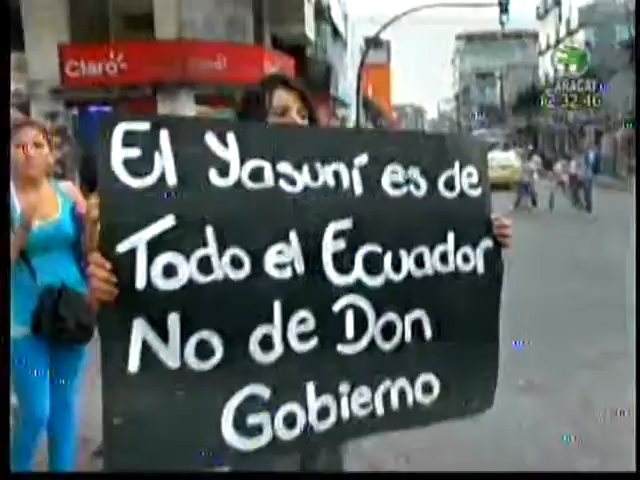 Claro
El Yasuní es de
Todo el Ecuador
No de Don
Gobierno